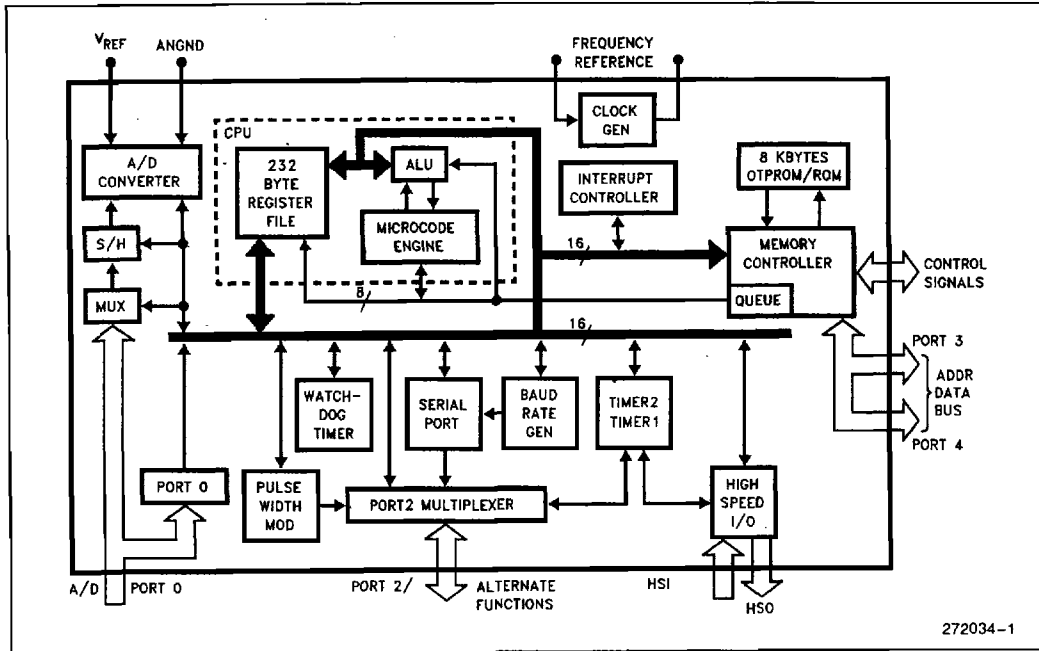 VREF
ANGND
FREQUENCY
REFERENCE
CLOCK
GEN
CPU
A/D
CONVERTER
232
BYTE
REGISTER
FILE
ALU
INTERRUPT
CONTROLLER
8 KBYTES
OTPROM/ROM
S/H
MICROCODE
ENGINE
16
MEMORY
CONTROLLER
CONTROL
SIGNALS
MUX
8
QUEUE
16
PORT 3
ADDR
DATA
BUS
PORT 4
WATCH-
DOG
TIMER
SERIAL
PORT
BAUD
RATE
GEN
TIMER2
TIMER1
PORT 0
PULSE
WIDTH
MOD
PORT2 MULTIPLEXER
HIGH
SPEED
I/O
A/D
PORT 0
PORT 2/
ALTERNATE
FUNCTIONS
HSI
HSO
272034-1